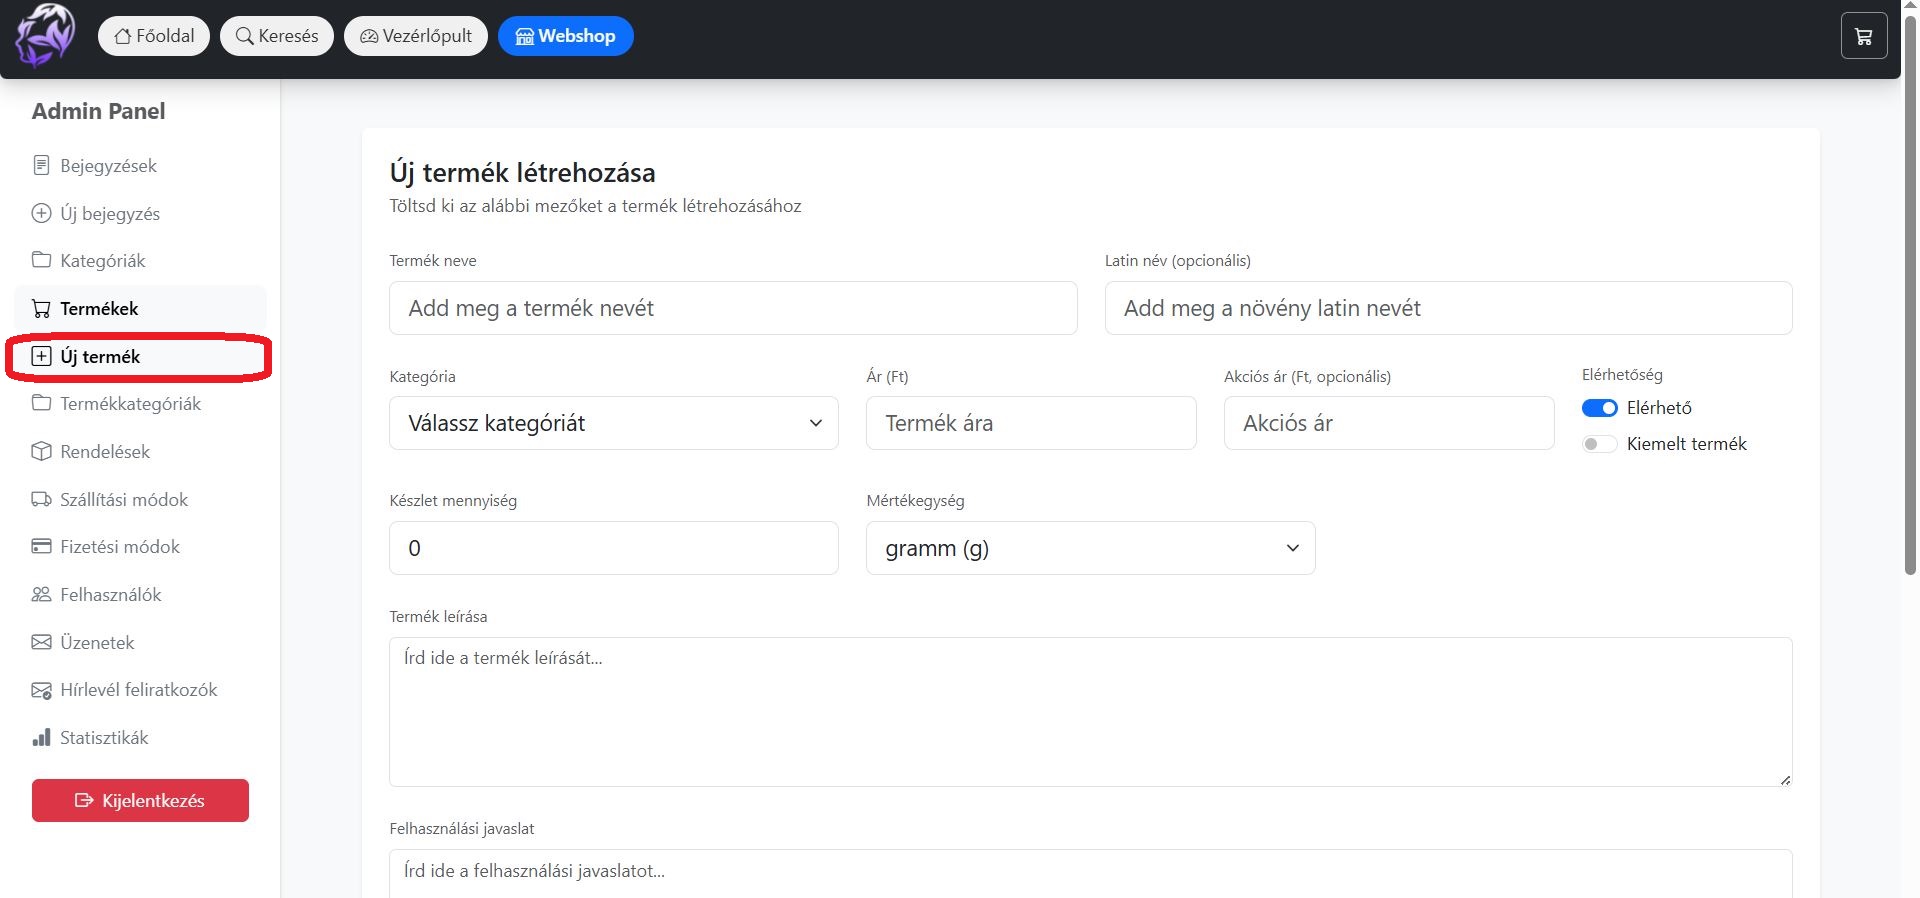 Főoldal
Keresés
Vezérlőpult
Webshop
Admin Panel
Bejegyzések
Új bejegyzés
Kategóriák
Termékek
Új termék
Termékkategóriák
Rendelések
Szállítási módok
Fizetési módok
Felhasználók
Üzenetek
Hírlevél feliratkozók
Statisztikák
Kijelentkezés
Új termék létrehozása
Töltsd ki az alábbi mezőket a termék létrehozásához
Termék neve
Add meg a termék nevét
Latin név (opcionális)
Add meg a növény latin nevét
Kategória
Válassz kategóriát
Ár (Ft)
Termék ára
Akciós ár (Ft, opcionális)
Akciós ár
Elérhetőség
Elérhető
Kiemelt termék
Készlet mennyiség
0
Mértékegység
gramm (g)
Termék leírása
Írd ide a termék leírását...
Felhasználási javaslat
Írd ide a felhasználási javaslatot...